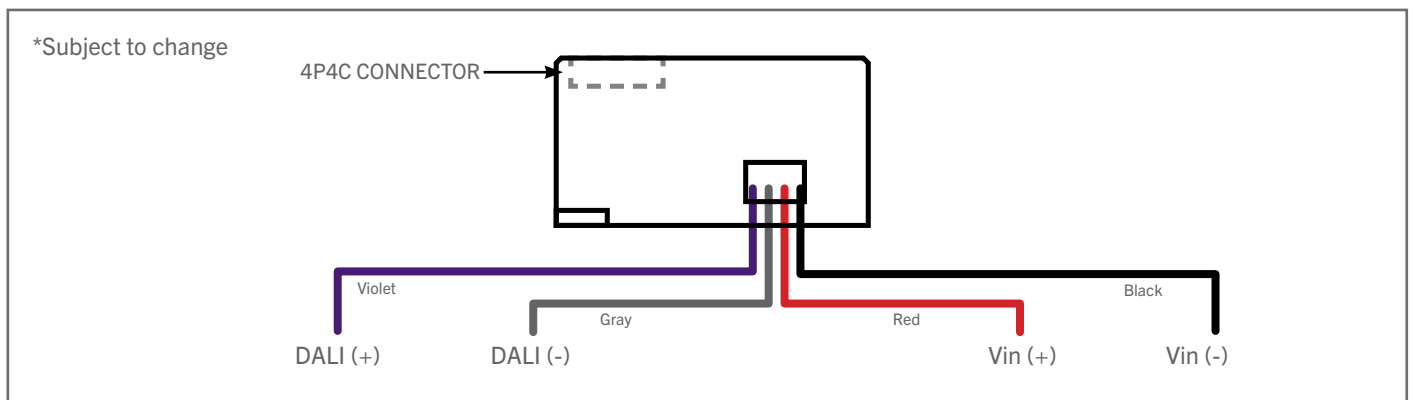 *Subject to change
4P4C CONNECTOR
Violet
Gray
Red
Black
DALI (+)
DALI (-)
Vin (+)
Vin (-)